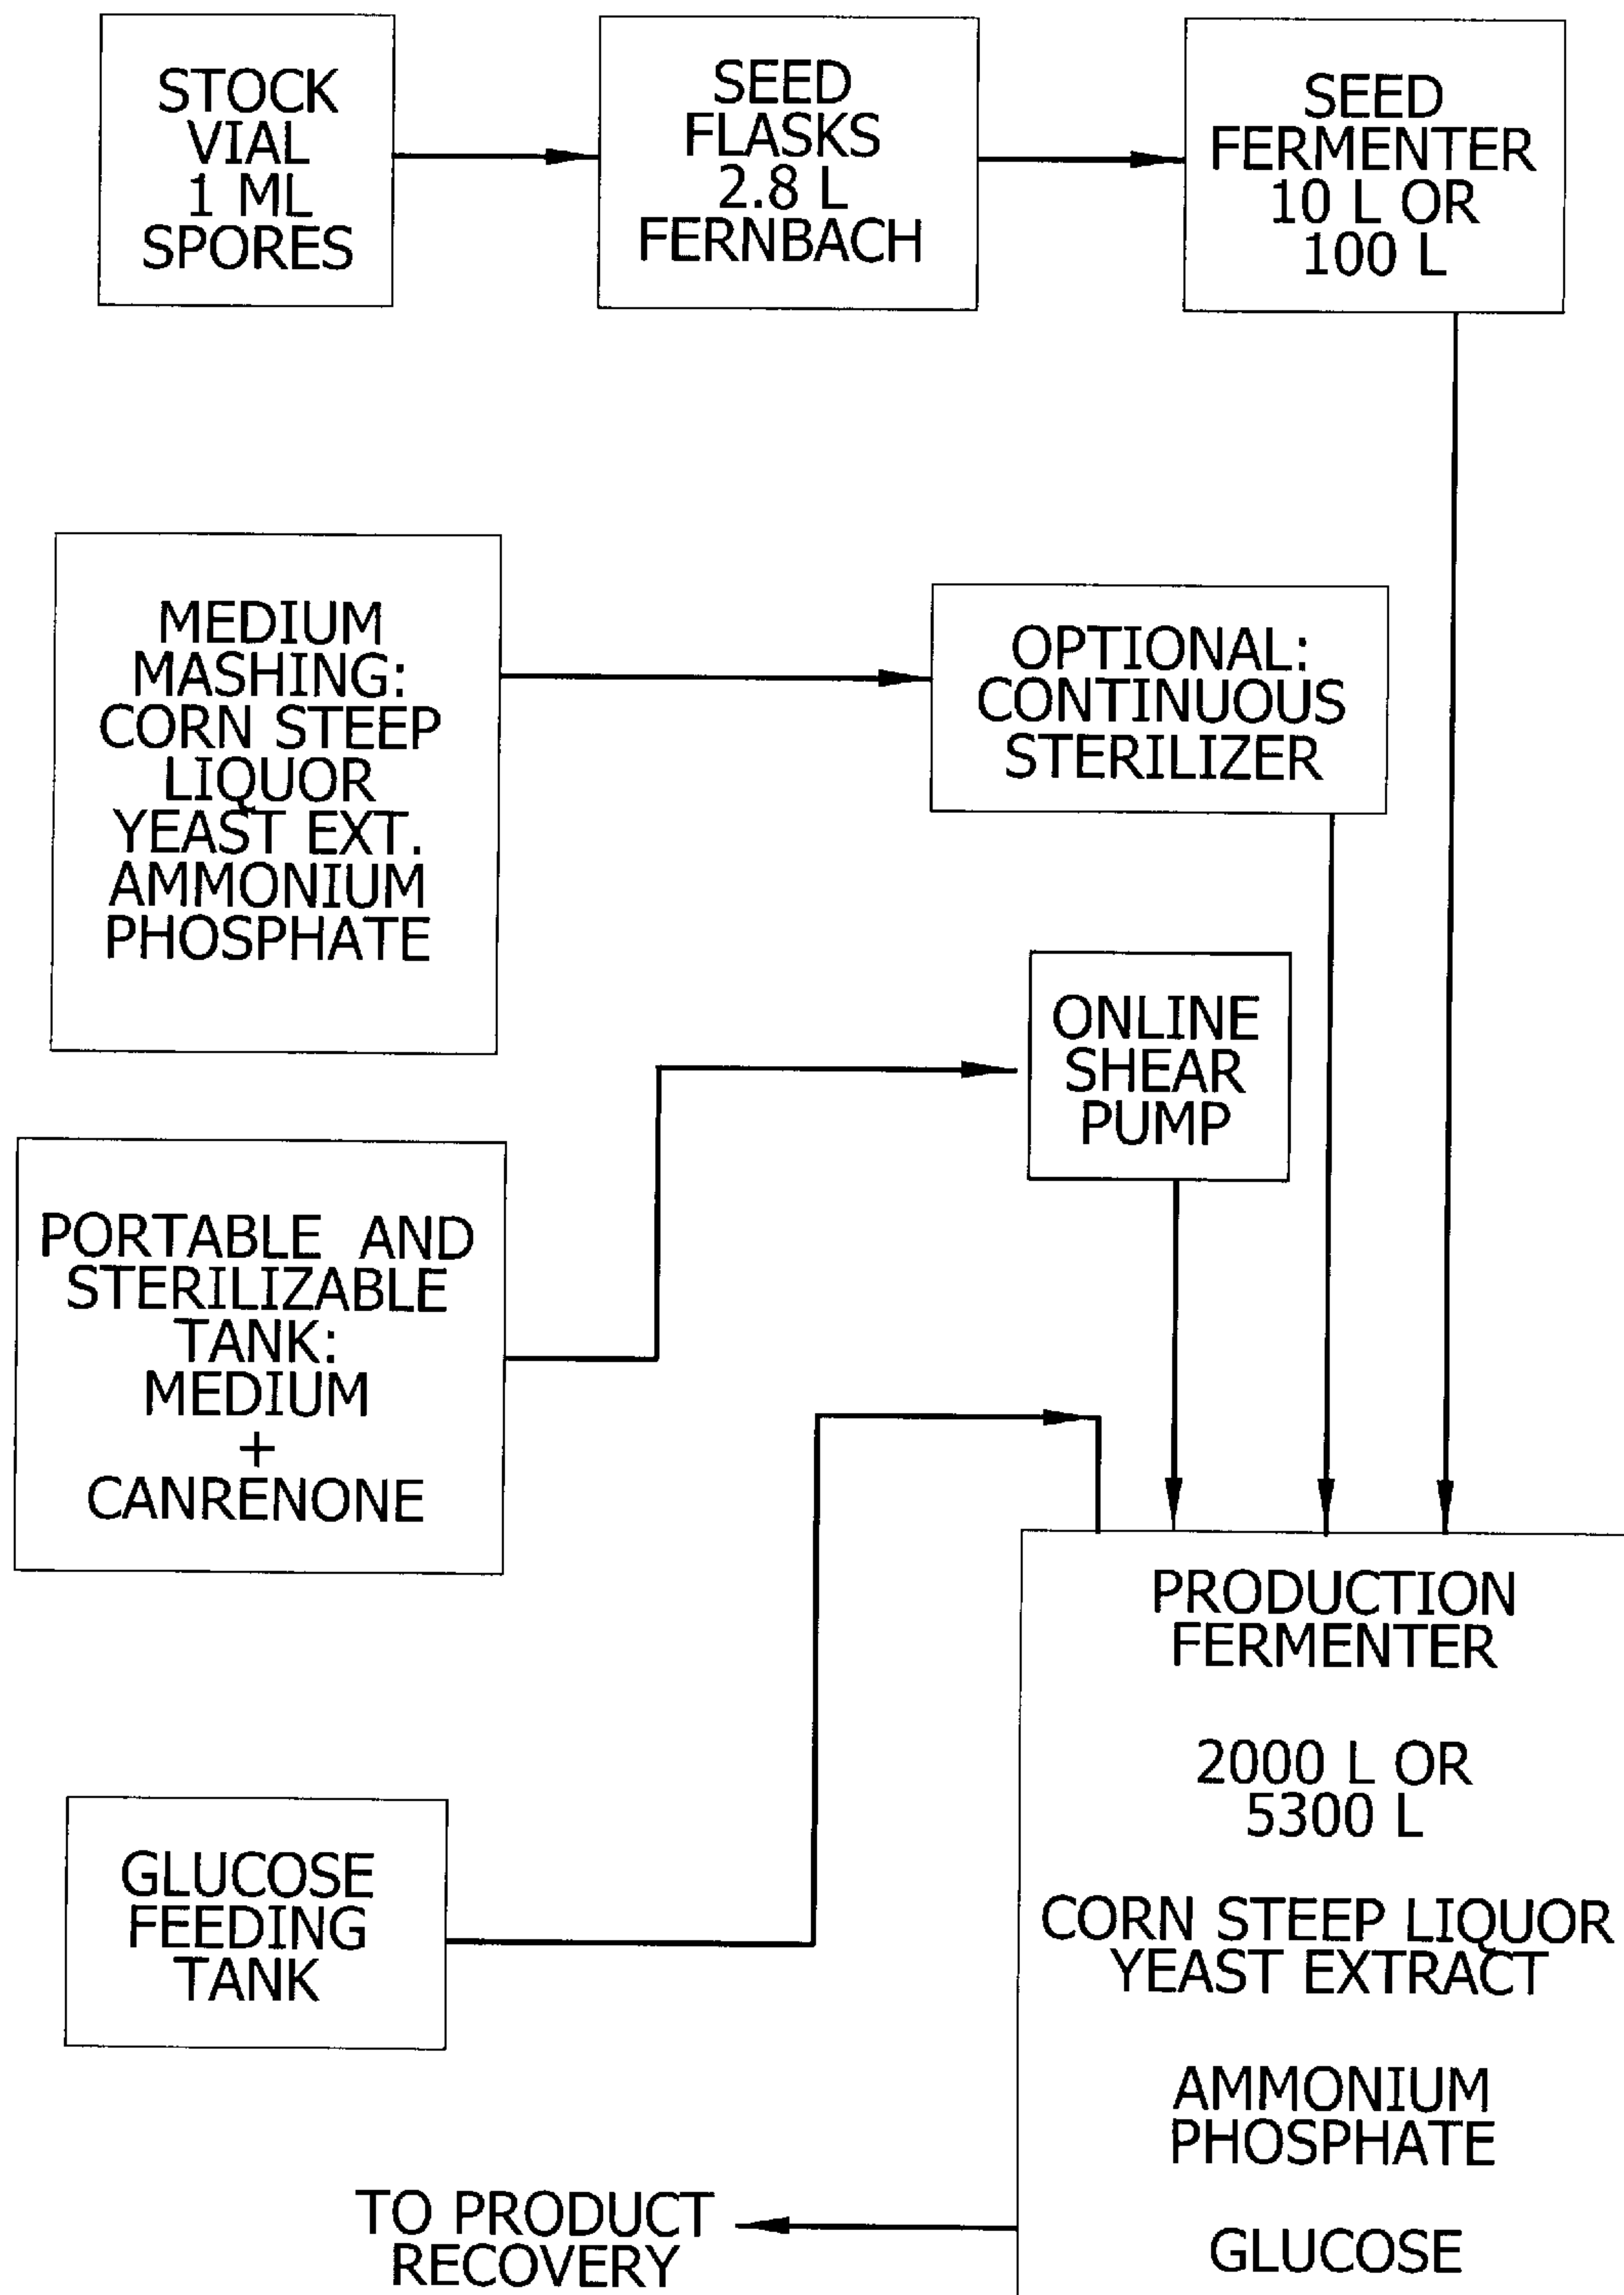 STOCK
VIAL
1 ML
SPORES
SEED
FLASKS
2.8 L
FERNBACH
SEED
FERMENTER
10 L OR
100 L
MEDIUM
MASHING:
CORN STEEP
LIQUOR
YEAST EXT.
AMMONIUM
PHOSPHATE
OPTIONAL:
CONTINUOUS
STERILIZER
ONLINE
SHEAR
PUMP
PORTABLE AND
STERILIZABLE
TANK:
MEDIUM
+
CANRENONE
GLUCOSE
FEEDING
TANK
PRODUCTION
FERMENTER
2000 L OR
5300 L
CORN STEEP LIQUOR
YEAST EXTRACT
AMMONIUM
PHOSPHATE
GLUCOSE
TO PRODUCT
RECOVERY